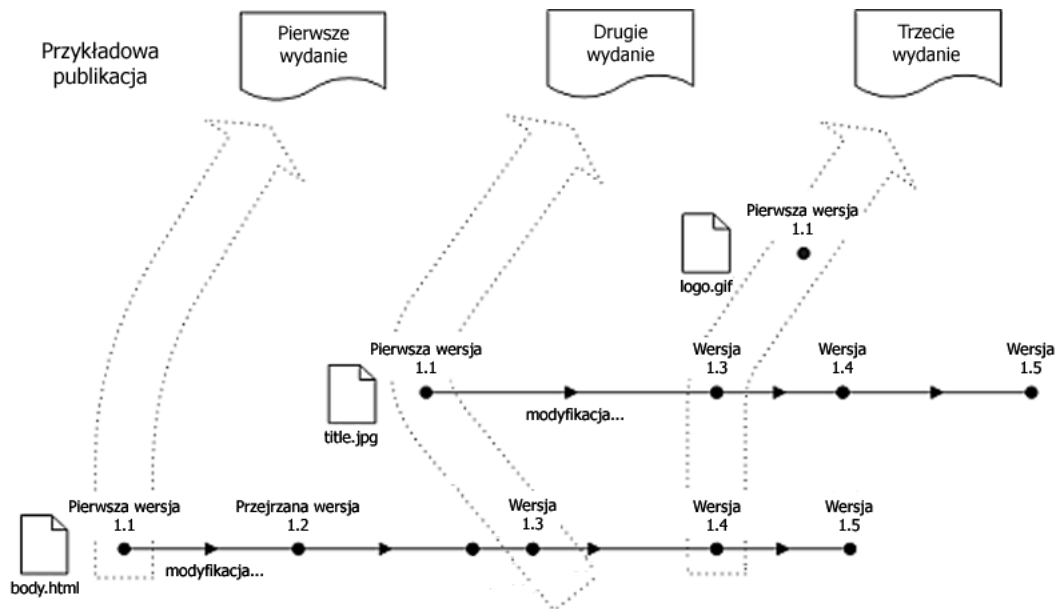 Przykładowa
publikacja
Pierwsze
wydanie
Drugie
wydanie
Trzecie
wydanie
Pierwsza wersja
1.1
logo.gif
Pierwsza wersja
1.1
Wersja
1.3
Wersja
1.4
Wersja
1.5
modyfikacja...
title.jpg
Pierwsza wersja
1.1
Przejrzana wersja
1.2
Wersja
1.3
Wersja
1.4
Wersja
1.5
modyfikacja...
body.html